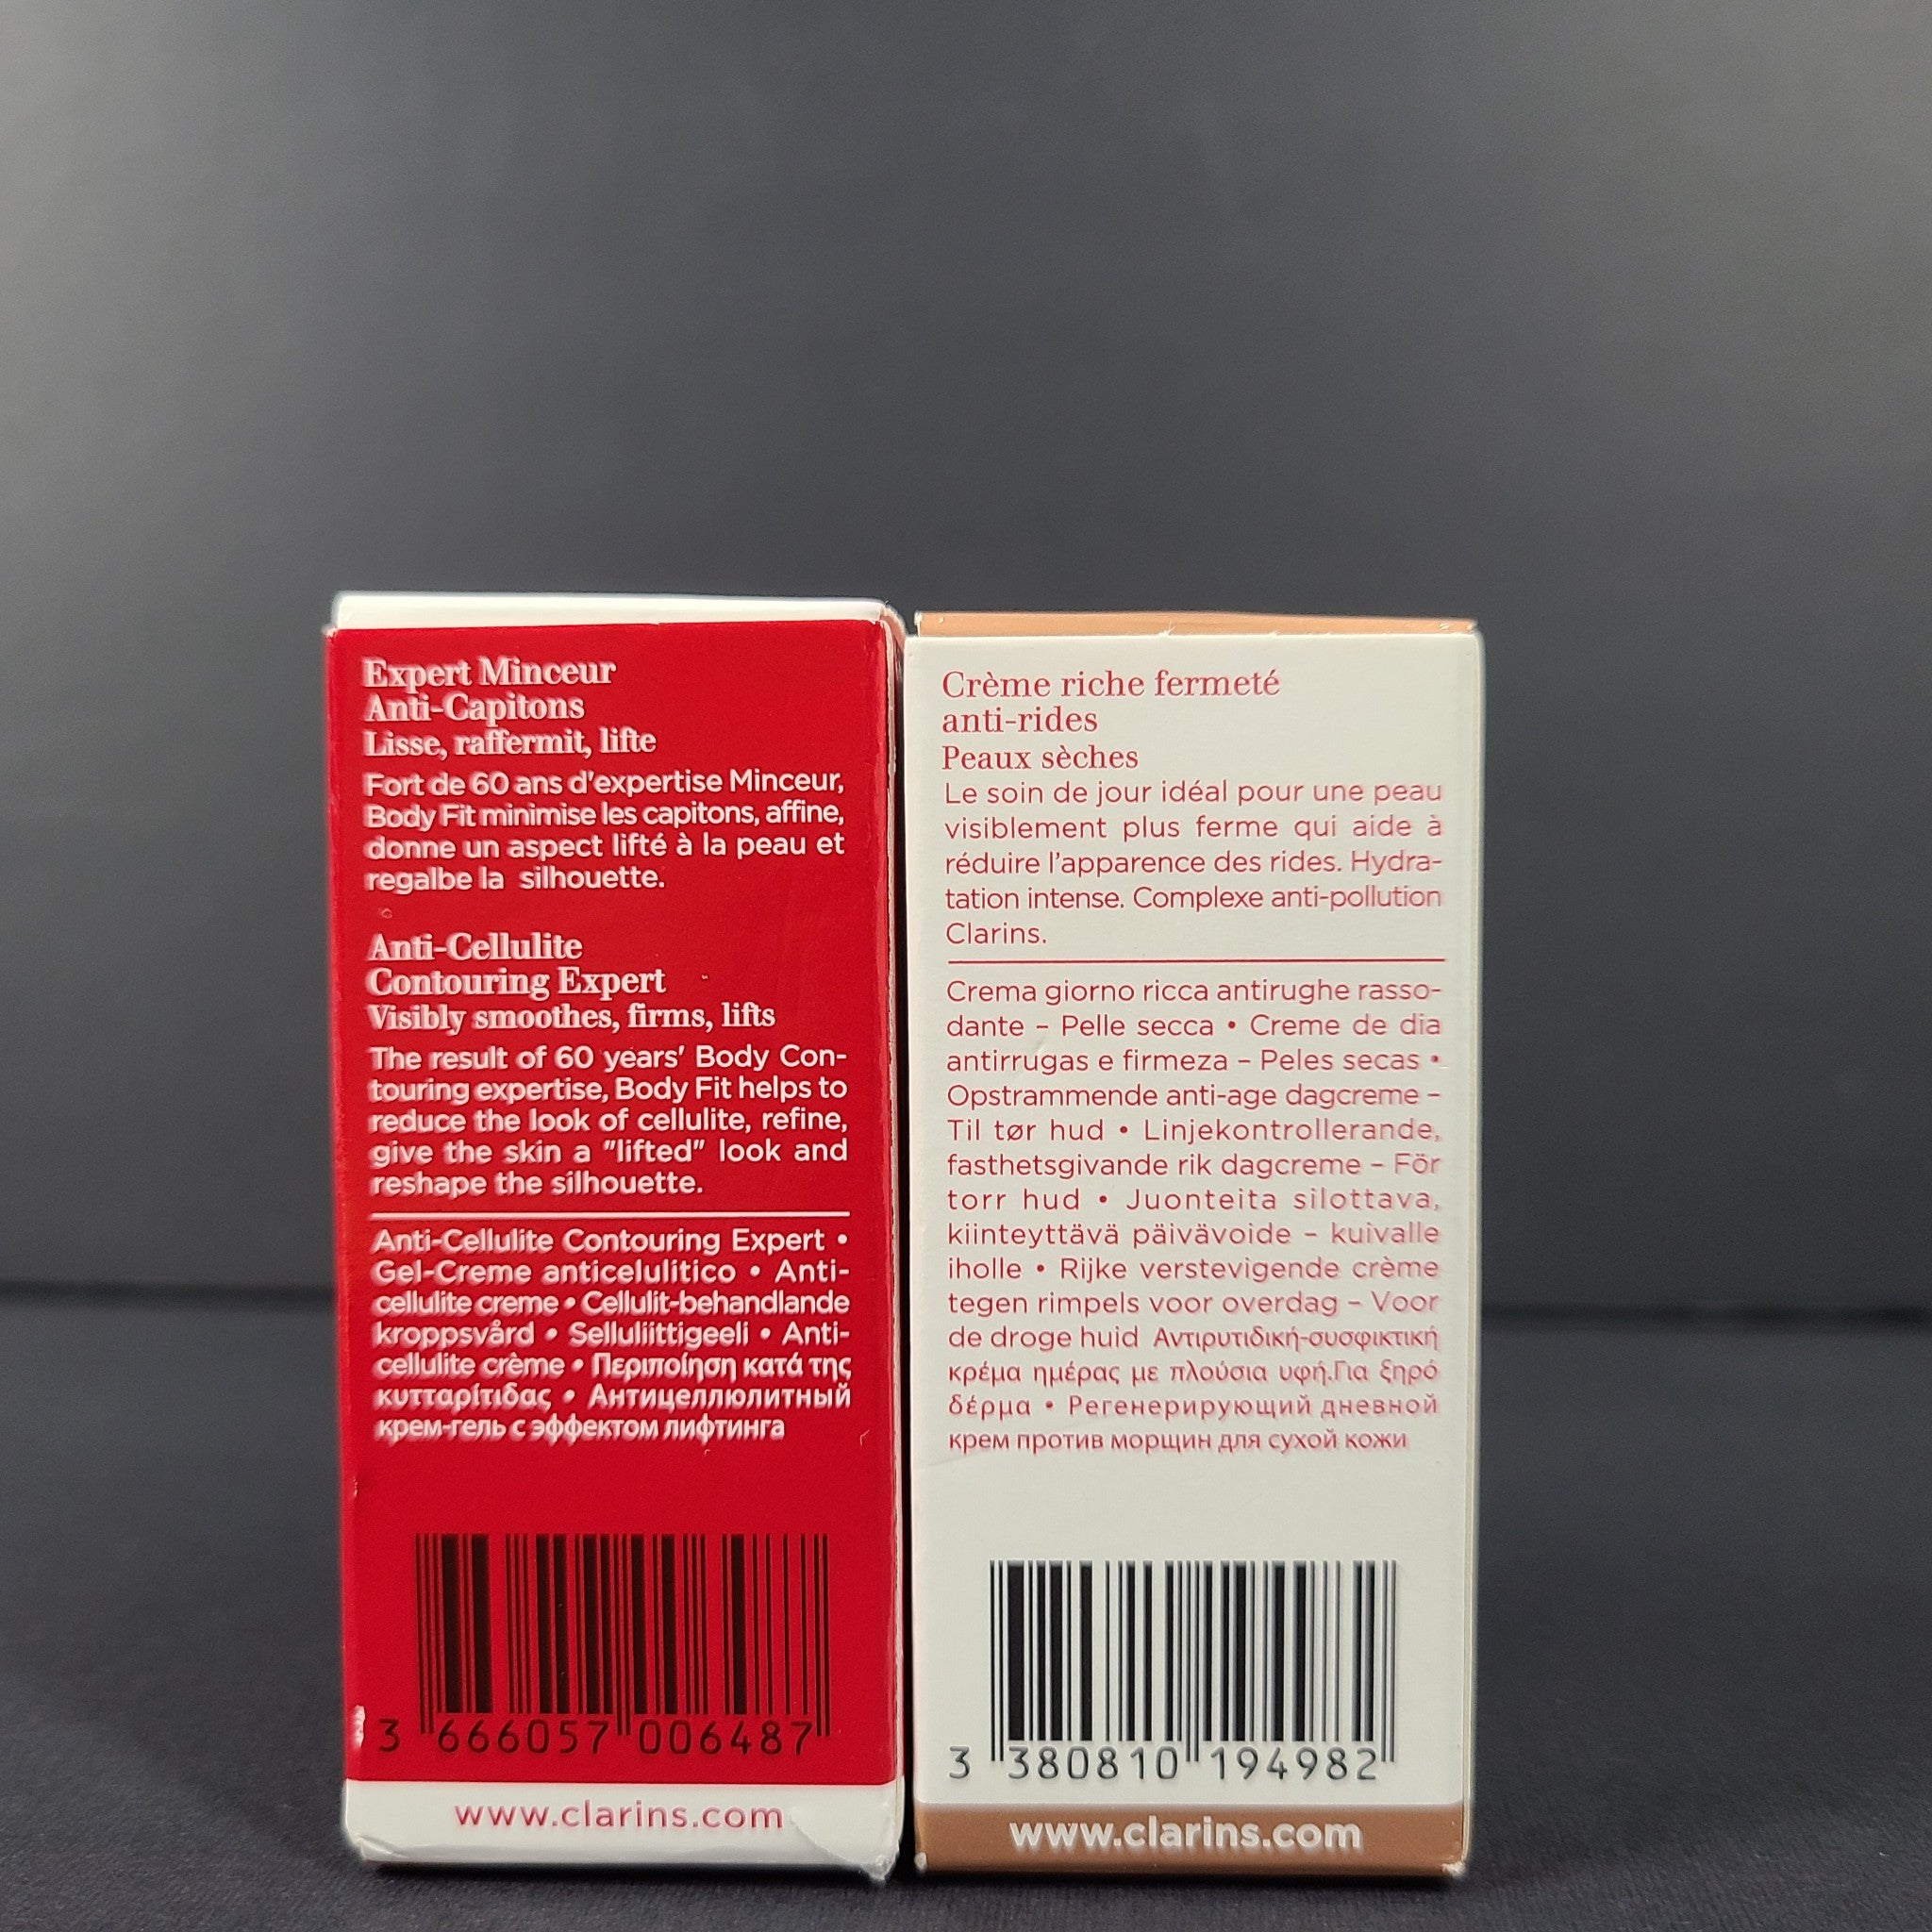 Expert Minceur
Anti-Capitons
Lisse, raffermit, lifte
Fort de 60 ans d'expertise Minceur,
Body Fit minimise les capitons, affine,
donne un aspect lifté à la peau et
regalbe la silhouette.
Anti-Cellulite
Contouring Expert
Visibly smoothes, firms, lifts
The result of 60 years' Body Con-
touring expertise, Body Fit helps to
reduce the look of cellulite, refine,
give the skin a "lifted" look and
reshape the silhouette.
Anti-Cellulite Contouring Expert •
Gel-Creme anticelulítico • Anti-
cellulite creme • Cellulit-behandlande
kroppsvård • Selluliittigeeli • Anti-
cellulite crème • Περιποίηση κατά της
κυτταρίτιδας • Антицеллюлитный
крем-гель с эффектом лифтинга
3 666057 006487
www.clarins.com
Crème riche fermeté
anti-rides
Peaux sèches
Le soin de jour idéal pour une peau
visiblement plus ferme qui aide à
réduire l'apparence des rides. Hydra-
tation intense. Complexe anti-pollution
Clarins.
Crema giorno ricca antirughe rasso-
dante – Pelle secca • Creme de dia
antirrugas e firmeza – Peles secas •
Opstrammende anti-age dagcreme –
Til tør hud • Linjekontrollerande,
fasthetsgivande rik dagcreme – För
torr hud • Juonteita silottava,
kiinteyttävä päivävoide – kuivalle
iholle • Rijke verstevigende crème
tegen rimpels voor overdag – Voor
de droge huid Αντιρυτιδική-συσφικτική
κρέμα ημέρας με πλούσια υφή.Για ξηρό
δέρμα • Регенерирующий дневной
крем против морщин для сухой кожи
3 380810 194982
www.clarins.com